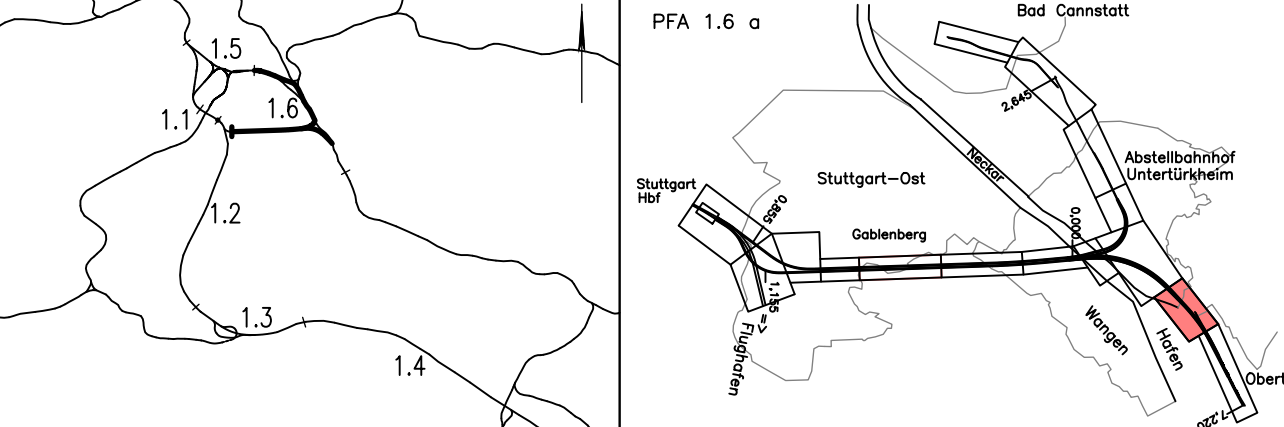 1.5
1.6
1.1
1.2
1.3
1.4
PFA 1.6 a
Bad Cannstatt
2,645
Neckar
Abstellbahnhof
Untertürkheim
Stuttgart-Ost
Stuttgart
Hbf
0,855
0,000
Gablenberg
1,155
=>
Flughafen
Wangen
Hafen
Obert
7,220